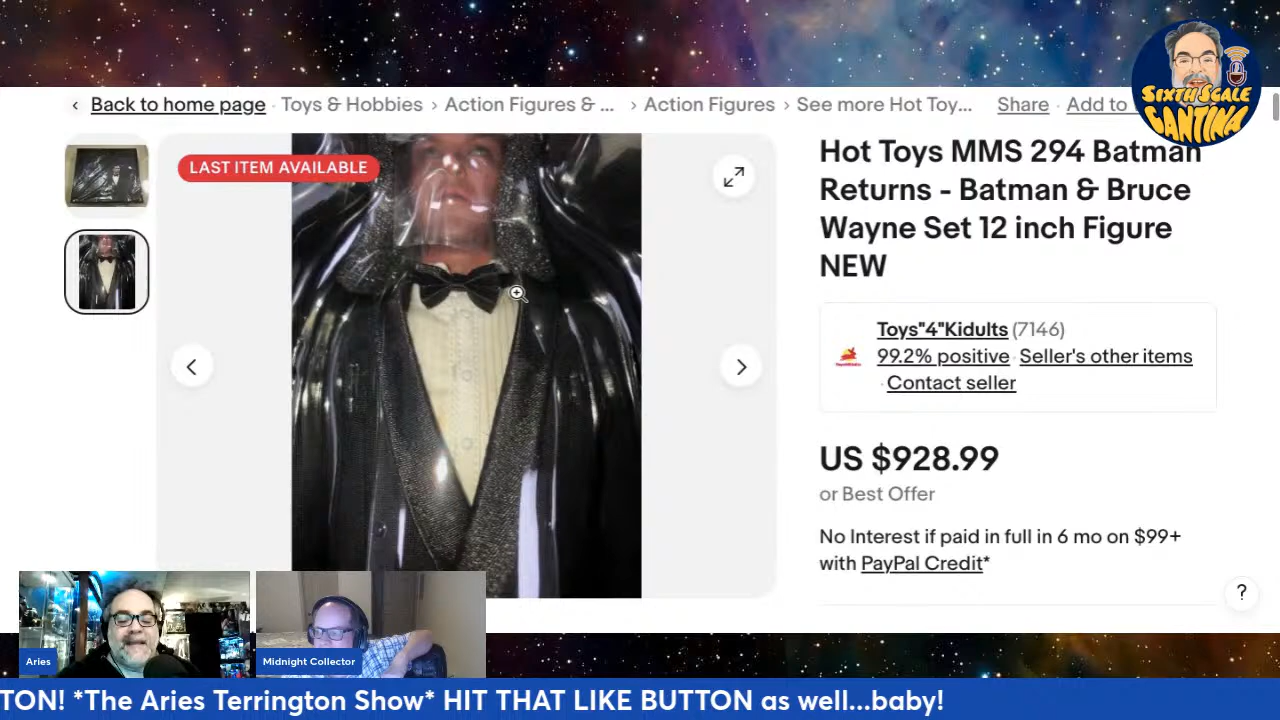 SIXTH SCALE
CANTINA
‹ Back to home page · Toys & Hobbies › Action Figures & ... › Action Figures › See more Hot Toy... Share · Add to
LAST ITEM AVAILABLE
Hot Toys MMS 294 Batman
Returns - Batman & Bruce
Wayne Set 12 inch Figure
NEW
Toys"4"Kidults (7146)
99.2% positive · Seller's other items
· Contact seller
US $928.99
or Best Offer
No Interest if paid in full in 6 mo on $99+
with PayPal Credit*
?
Aries
Midnight Collector
TON! *The Aries Terrington Show* HIT THAT LIKE BUTTON as well...baby!